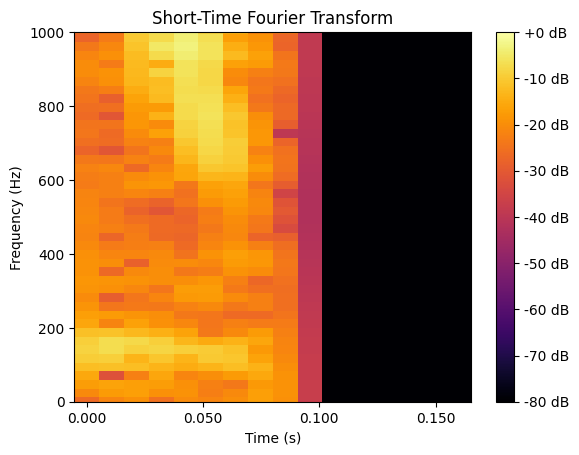 Short-Time Fourier Transform
1000
800
600
400
200
0
Frequency (Hz)
0.000
0.050
0.100
0.150
Time (s)
+0 dB
-10 dB
-20 dB
-30 dB
-40 dB
-50 dB
-60 dB
-70 dB
-80 dB